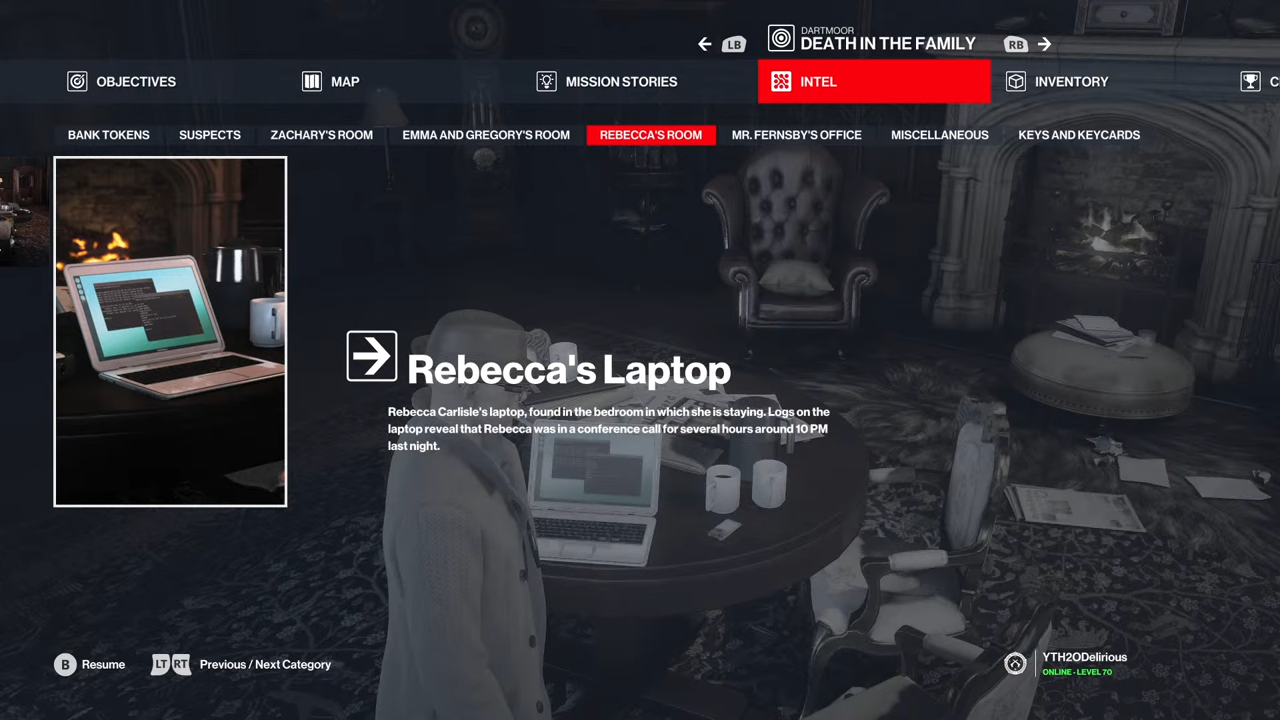 DARTMOOR
LB DEATH IN THE FAMILY RB
OBJECTIVES MAP MISSION STORIES INTEL INVENTORY C
BANK TOKENS SUSPECTS ZACHARY'S ROOM EMMA AND GREGORY'S ROOM REBECCA'S ROOM MR. FERNSBY'S OFFICE MISCELLANEOUS KEYS AND KEYCARDS
Rebecca's Laptop
Rebecca Carlisle's laptop, found in the bedroom in which she is staying. Logs on the
laptop reveal that Rebecca was in a conference call for several hours around 10 PM
last night.
B Resume LT RT Previous / Next Category
YTH2ODelirious
ONLINE - LEVEL 70